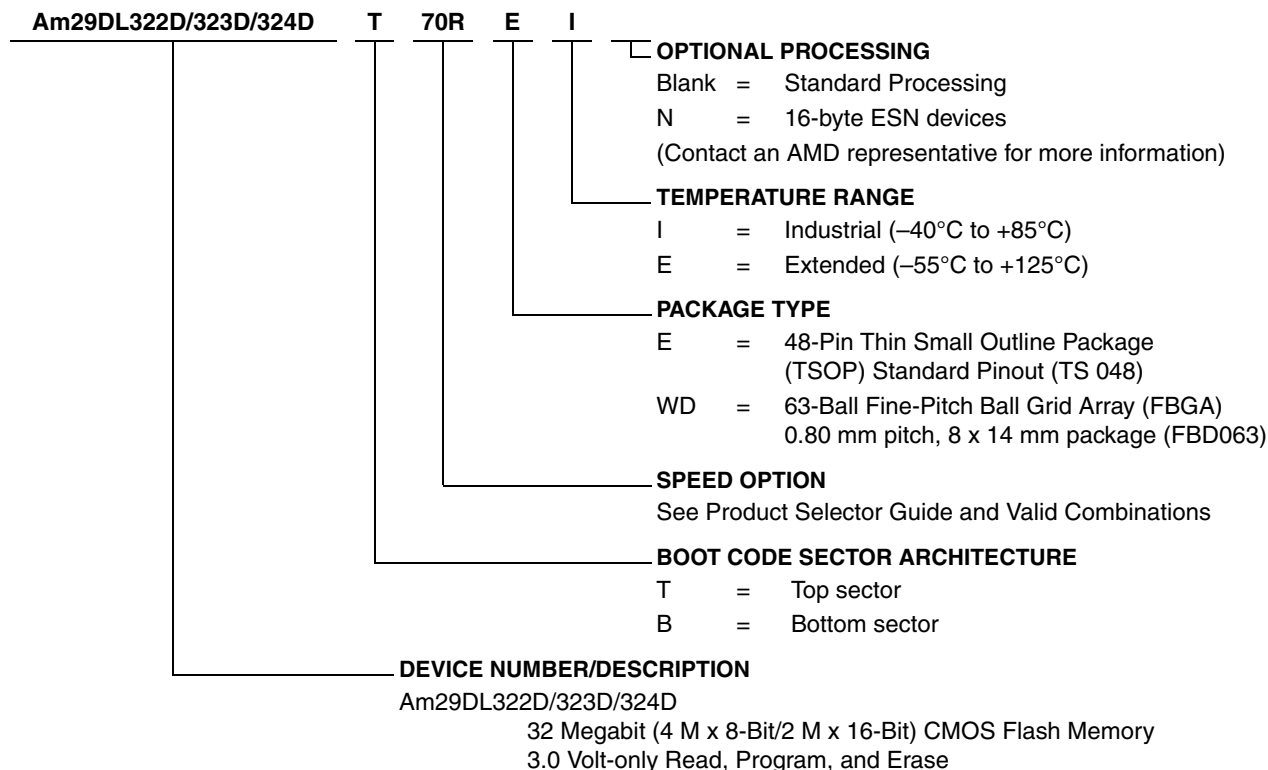 Am29DL322D/323D/324D T 70R E I
OPTIONAL PROCESSING
Blank = Standard Processing
N = 16-byte ESN devices
(Contact an AMD representative for more information)
TEMPERATURE RANGE
I = Industrial (–40°C to +85°C)
E = Extended (–55°C to +125°C)
PACKAGE TYPE
E = 48-Pin Thin Small Outline Package
(TSOP) Standard Pinout (TS 048)
WD = 63-Ball Fine-Pitch Ball Grid Array (FBGA)
0.80 mm pitch, 8 x 14 mm package (FBD063)
SPEED OPTION
See Product Selector Guide and Valid Combinations
BOOT CODE SECTOR ARCHITECTURE
T = Top sector
B = Bottom sector
DEVICE NUMBER/DESCRIPTION
Am29DL322D/323D/324D
32 Megabit (4 M x 8-Bit/2 M x 16-Bit) CMOS Flash Memory
3.0 Volt-only Read, Program, and Erase